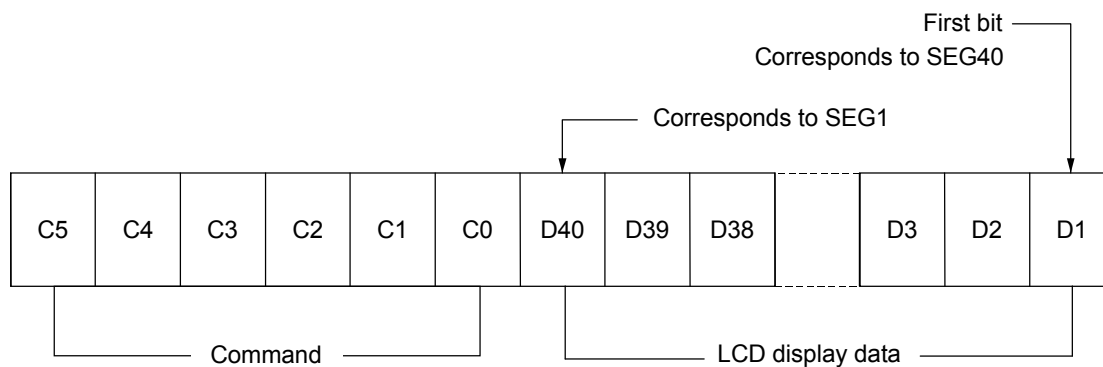 First bit
Corresponds to SEG40
Corresponds to SEG1
C5 C4 C3 C2 C1 C0 D40 D39 D38 D3 D2 D1
Command LCD display data